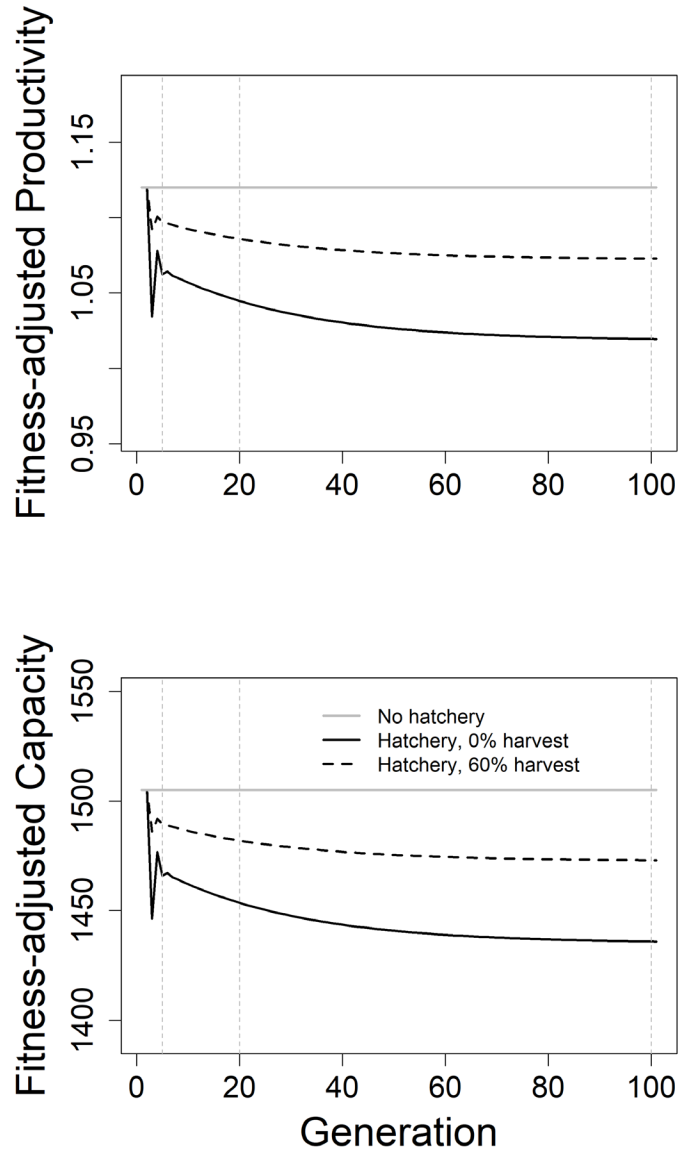 Fitness-adjusted Productivity
1.15
1.05
0.95
0 20 40 60 80 100
Fitness-adjusted Capacity
1550
1500
1450
1400
No hatchery
Hatchery, 0% harvest
Hatchery, 60% harvest
0 20 40 60 80 100
Generation